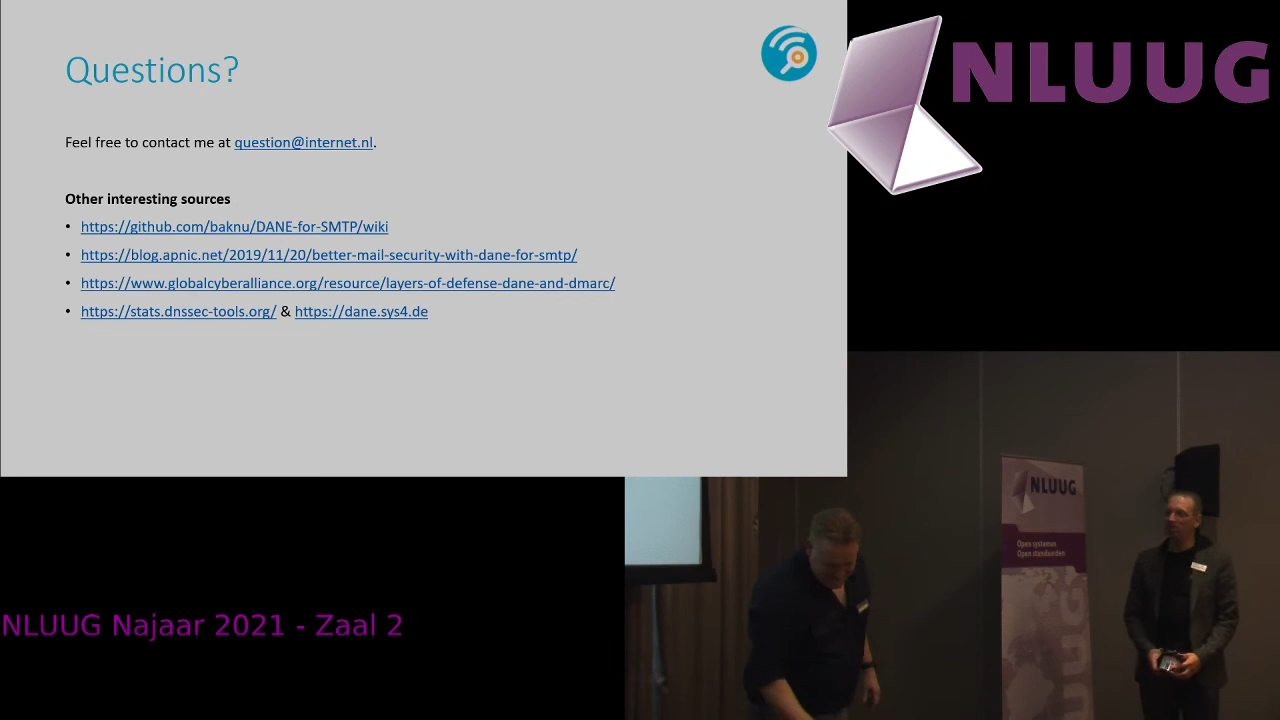 Questions?
NLUUG
Feel free to contact me at question@internet.nl.
Other interesting sources
• https://github.com/baknu/DANE-for-SMTP/wiki
• https://blog.apnic.net/2019/11/20/better-mail-security-with-dane-for-smtp/
• https://www.globalcyberalliance.org/resource/layers-of-defense-dane-and-dmarc/
• https://stats.dnssec-tools.org/ & https://dane.sys4.de
NLUUG
Open systemen
Open standaarden
NLUUG Najaar 2021 - Zaal 2